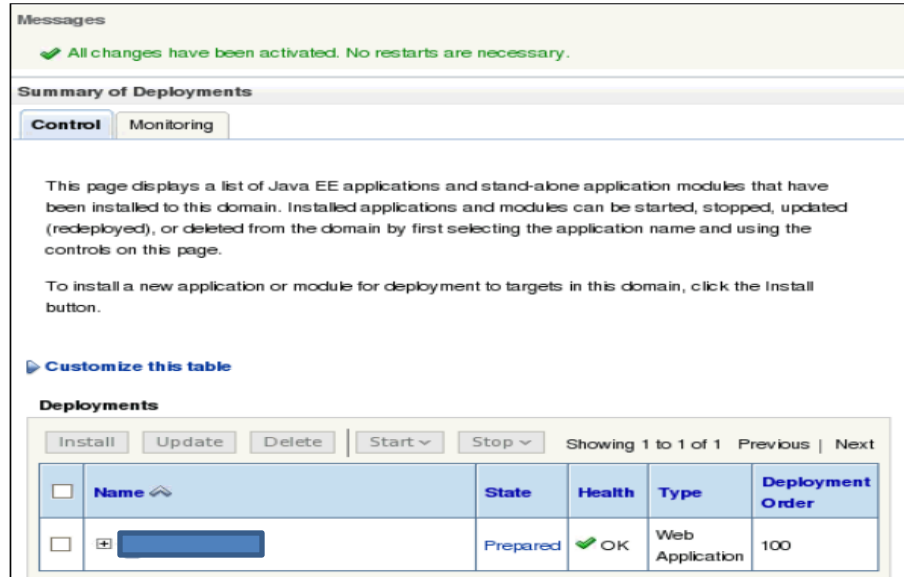 Messages
All changes have been activated. No restarts are necessary.
Summary of Deployments
Control Monitoring
This page displays a list of Java EE applications and stand-alone application modules that have
been installed to this domain. Installed applications and modules can be started, stopped, updated
(redeployed), or deleted from the domain by first selecting the application name and using the
controls on this page.
To install a new application or module for deployment to targets in this domain, click the Install
button.
Customize this table
Deployments
Install Update Delete Start Stop Showing 1 to 1 of 1 Previous | Next
Name State Health Type Deployment
Order
Prepared OK Web
Application 100